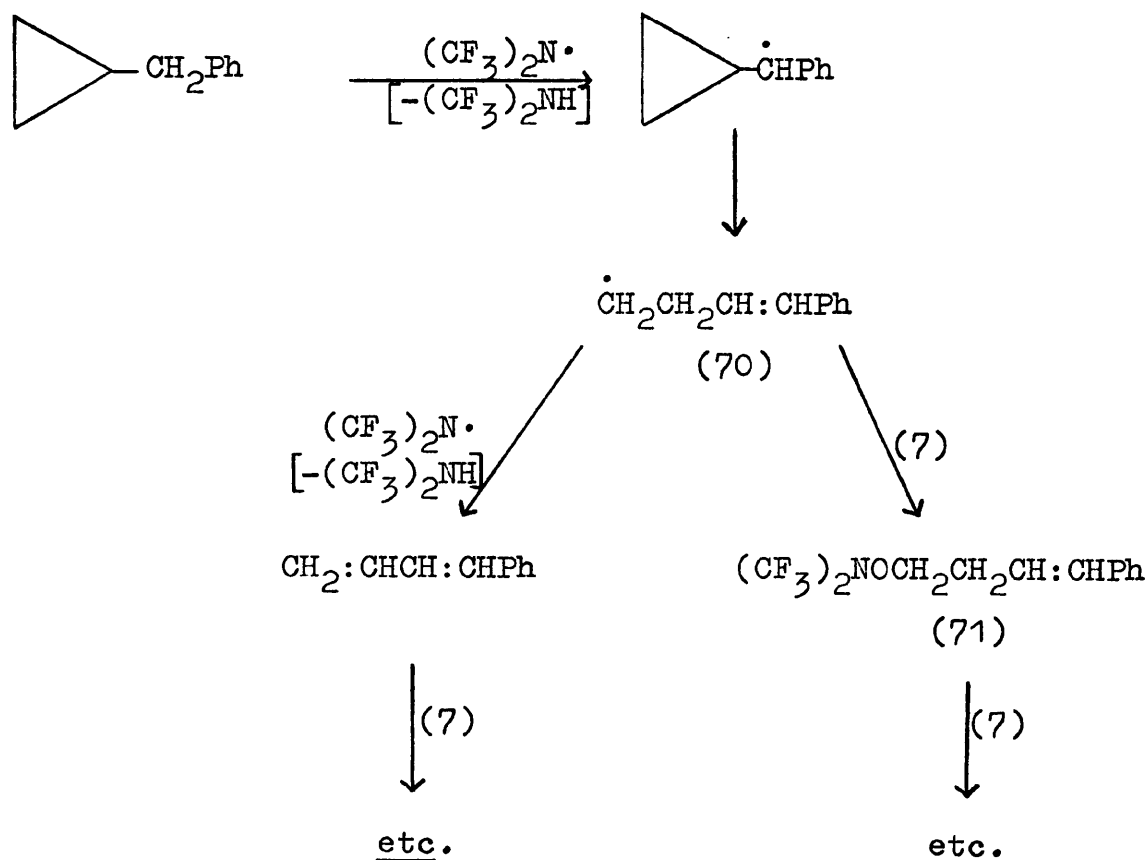 CH2Ph
(CF3)2N•
[-(CF3)2NH]
ĊHPh
ĊH2CH2CH:CHPh
(70)
(CF3)2N•
[-(CF3)2NH]
(7)
CH2:CHCH:CHPh
(CF3)2NOCH2CH2CH:CHPh
(71)
(7)
(7)
etc.
etc.